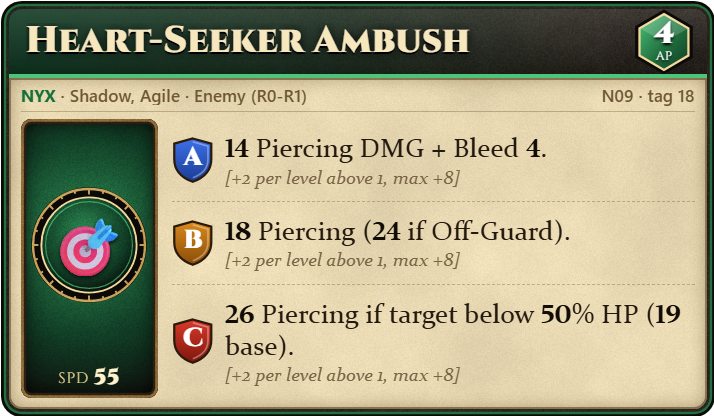 Heart-Seeker Ambush
4
AP
NYX · Shadow, Agile · Enemy (R0-R1)
N09 · tag 18
A
14 Piercing DMG + Bleed 4.
[+2 per level above 1, max +8]
B
18 Piercing (24 if Off-Guard).
[+2 per level above 1, max +8]
C
26 Piercing if target below 50% HP (19
base).
[+2 per level above 1, max +8]
SPD 55